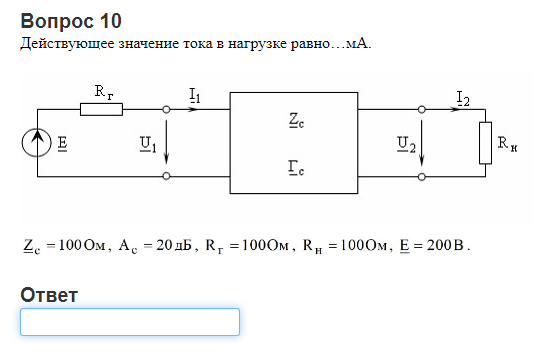 Вопрос 10
Действующее значение тока в нагрузке равно…мА.
Rг
I1
I2
E
U1
Zc
Гc
U2
Rн
Zc = 100 Ом, Ac = 20 дБ, Rг = 100 Ом, Rн = 100 Ом, E = 200 В.
Ответ